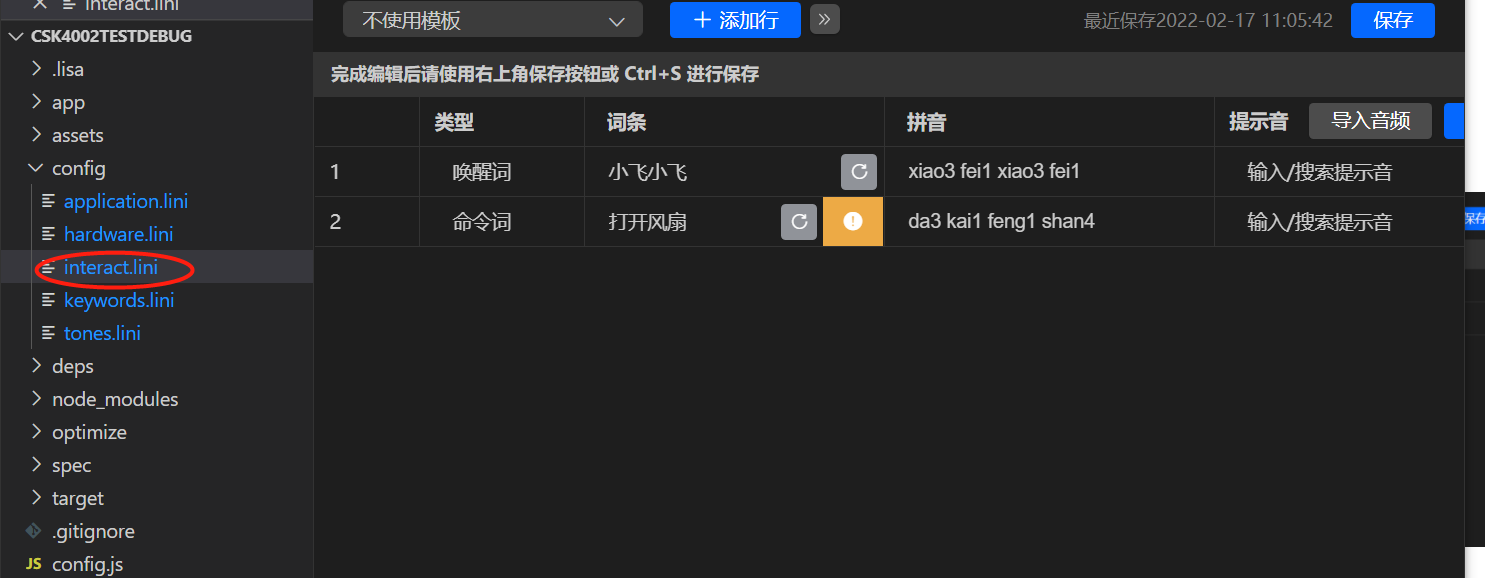 interact.lini
CSK4002TESTDEBUG
.lisa
app
assets
config
application.lini
hardware.lini
interact.lini
keywords.lini
tones.lini
deps
node_modules
optimize
spec
target
.gitignore
JS config.js
不使用模板
+ 添加行
»
最近保存2022-02-17 11:05:42
保存
完成编辑后请使用右上角保存按钮或 Ctrl+S 进行保存
类型 词条 拼音 提示音 导入音频
1 唤醒词 小飞小飞 xiao3 fei1 xiao3 fei1 输入/搜索提示音
2 命令词 打开风扇 da3 kai1 feng1 shan4 输入/搜索提示音
保存